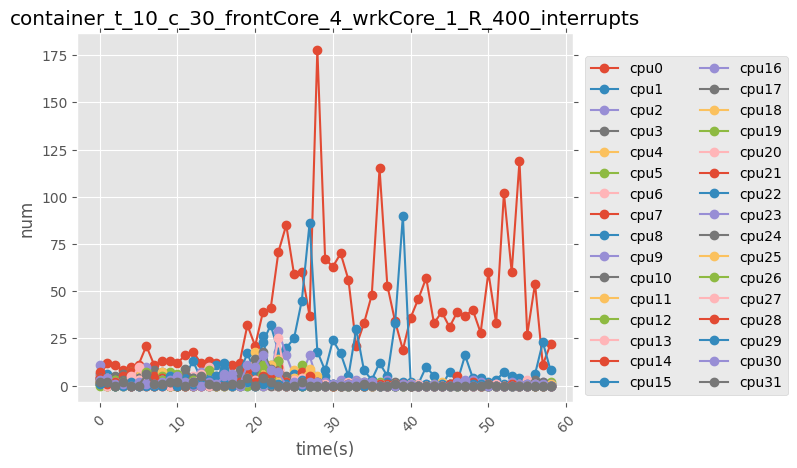 container_t_10_c_30_frontCore_4_wrkCore_1_R_400_interrupts
num
175
150
125
100
75
50
25
0
0
10
20
30
40
50
60
time(s)
cpu0
cpu1
cpu2
cpu3
cpu4
cpu5
cpu6
cpu7
cpu8
cpu9
cpu10
cpu11
cpu12
cpu13
cpu14
cpu15
cpu16
cpu17
cpu18
cpu19
cpu20
cpu21
cpu22
cpu23
cpu24
cpu25
cpu26
cpu27
cpu28
cpu29
cpu30
cpu31